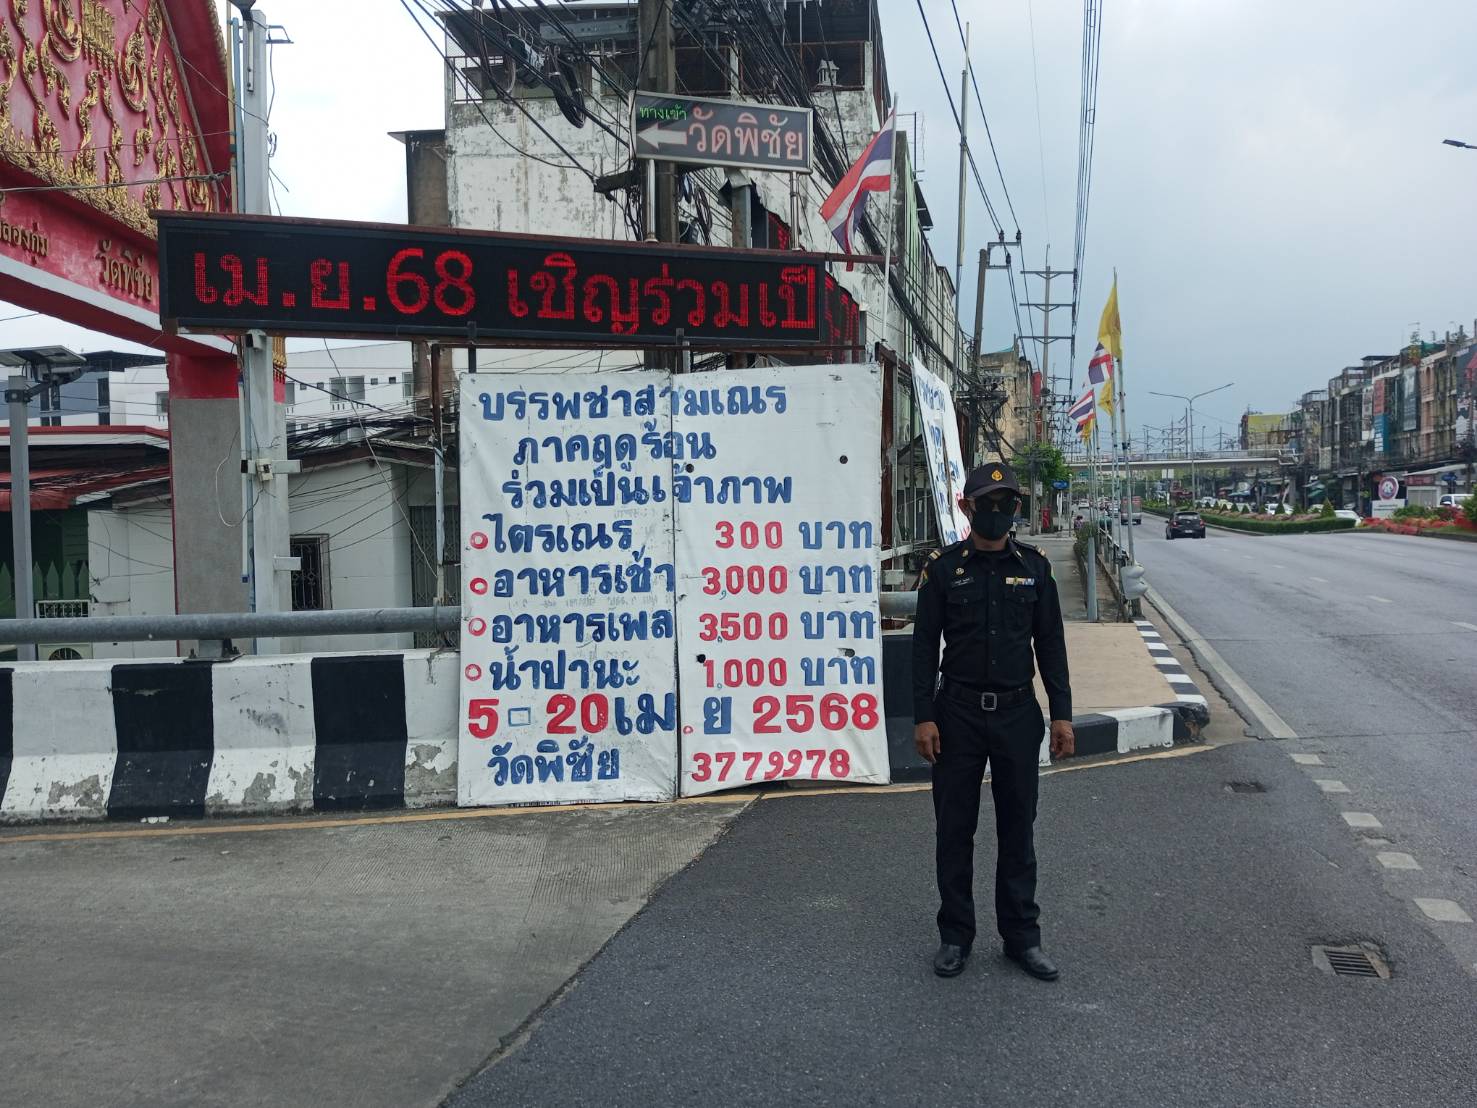 ทางเข้า
วัดพิชัย
วัดพิชัย
เม.ย.68 เชิญร่วมเป็
บรรพชาสามเณร
ภาคฤดูร้อน
ร่วมเป็นเจ้าภาพ
ไตรเณร 300 บาท
อาหารเช้า 3,000 บาท
อาหารเพล 3,500 บาท
น้ำปานะ 1,000 บาท
5-20 เม.ย 2568
วัดพิชัย 3779978